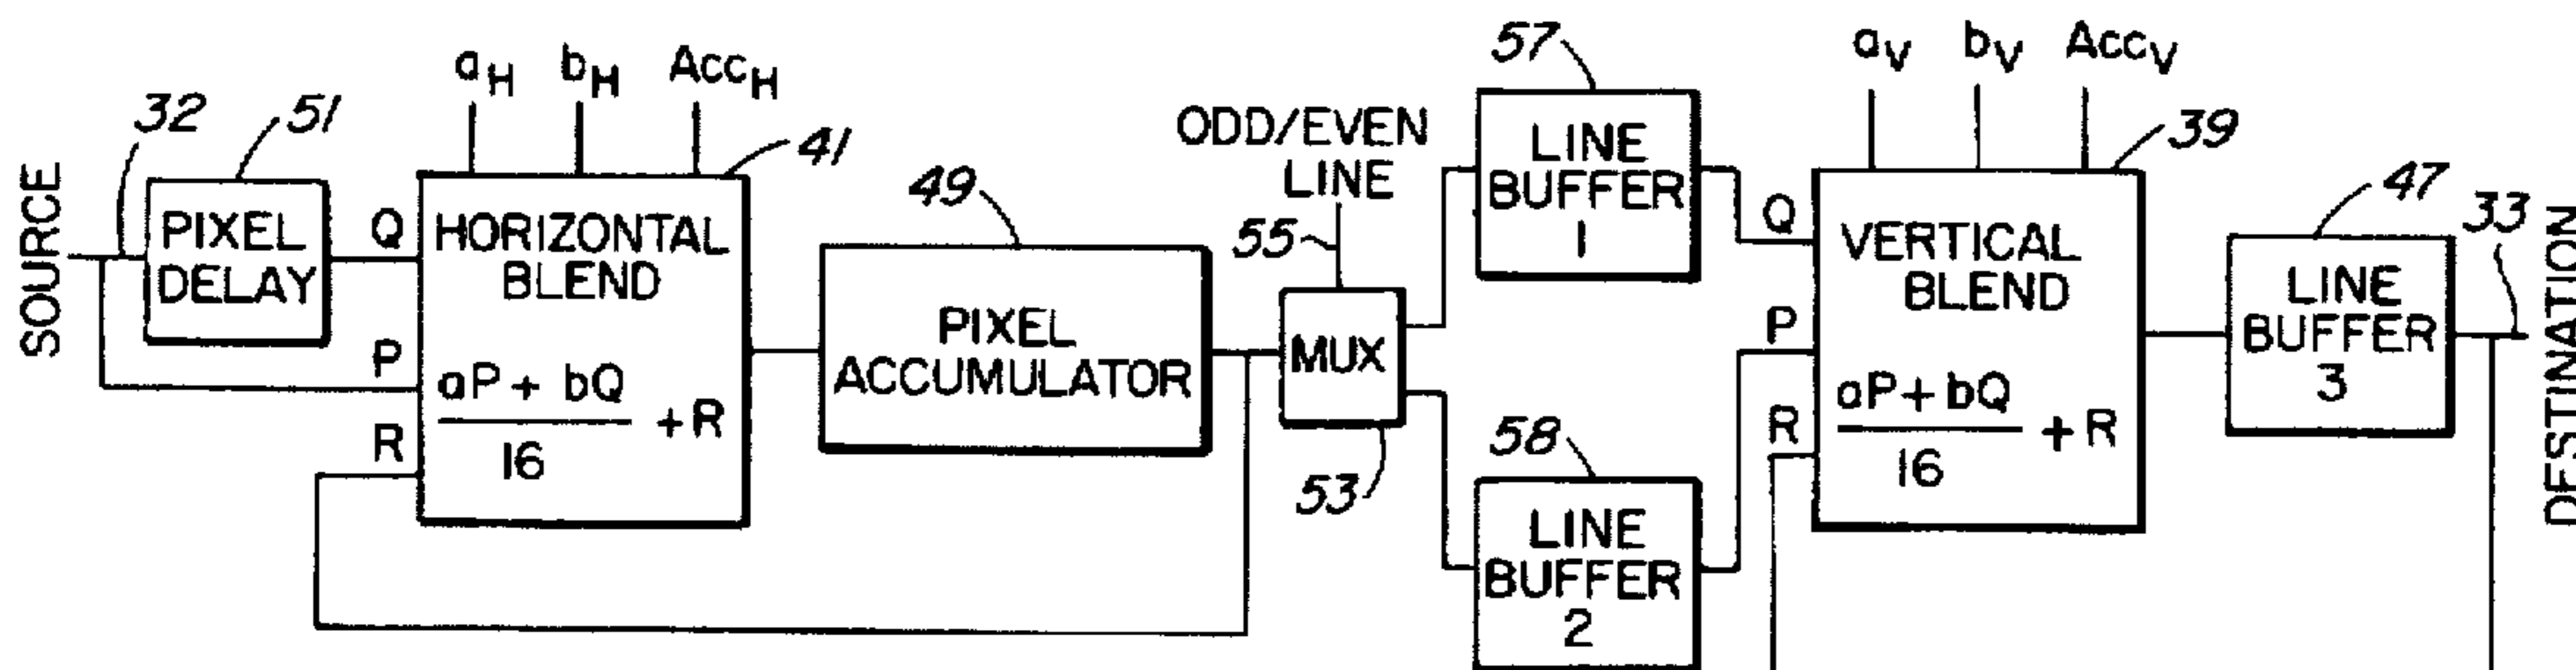 SOURCE
32
51
PIXEL
DELAY
Q
P
R
aH
bH
AccH
41
HORIZONTAL
BLEND
aP + bQ
16
+R
49
PIXEL
ACCUMULATOR
ODD/EVEN
LINE
55
MUX
53
57
LINE
BUFFER
1
58
LINE
BUFFER
2
Q
P
R
aV
bV
AccV
39
VERTICAL
BLEND
aP + bQ
16
+ R
47
LINE
BUFFER
3
33
DESTINATION